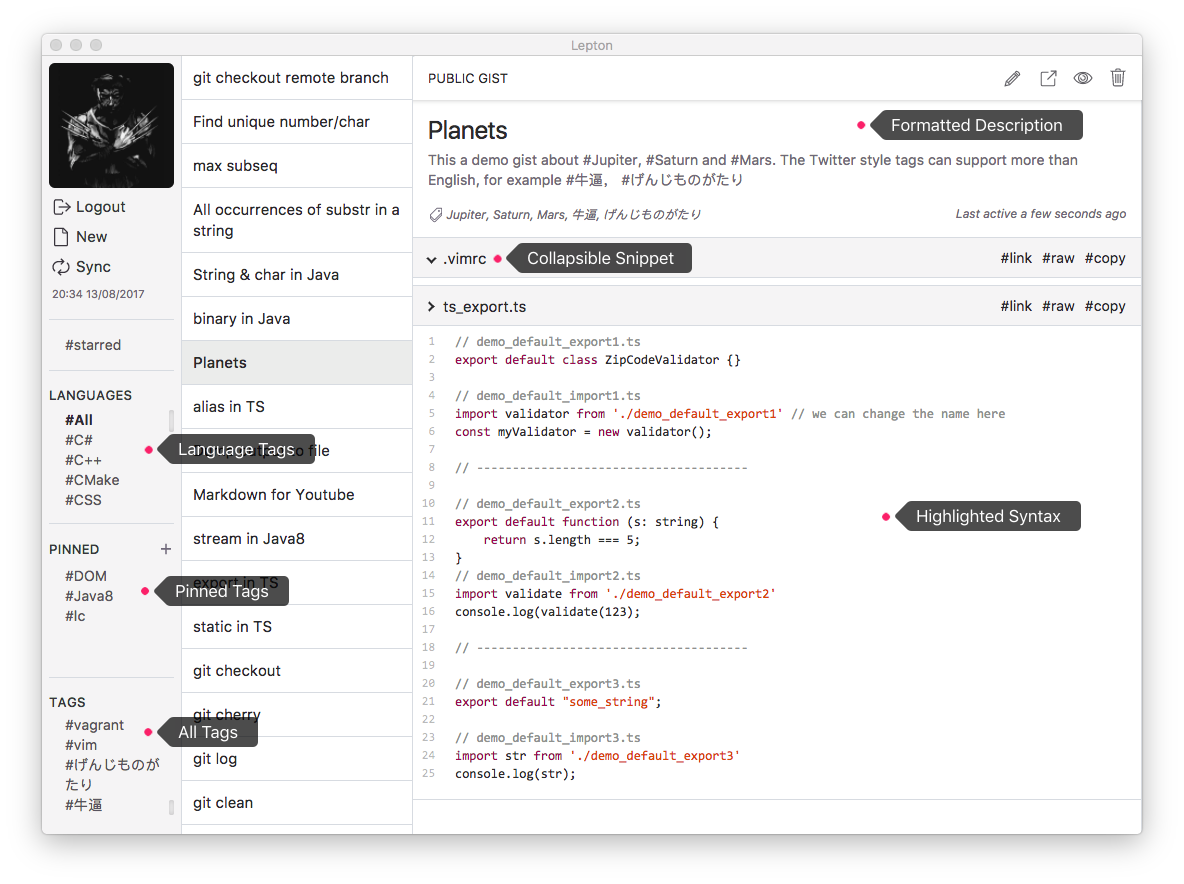 Lepton
Logout
New
Sync
20:34 13/08/2017
#starred
LANGUAGES
#All
#C#
#C++
#CMake
#CSS
Language Tags
PINNED +
#DOM
#Java8
#lc
Pinned Tags
TAGS
#vagrant
#vim
#げんじものが
たり
#牛逼
All Tags
git checkout remote branch
Find unique number/char
max subseq
All occurrences of substr in a
string
String & char in Java
binary in Java
Planets
alias in TS
file
Markdown for Youtube
stream in Java8
export in TS
static in TS
git checkout
git cherry
git log
git clean
PUBLIC GIST
Planets
Formatted Description
This a demo gist about #Jupiter, #Saturn and #Mars. The Twitter style tags can support more than
English, for example #牛逼， #げんじものがたり
Jupiter, Saturn, Mars, 牛逼, げんじものがたり
Last active a few seconds ago
.vimrc
Collapsible Snippet
#link #raw #copy
ts_export.ts
#link #raw #copy
1 // demo_default_export1.ts
2 export default class ZipCodeValidator {}
3
4 // demo_default_import1.ts
5 import validator from './demo_default_export1' // we can change the name here
6 const myValidator = new validator();
7
8 // ------------------------------------
9
10 // demo_default_export2.ts
11 export default function (s: string) {
12 return s.length === 5;
13 }
14 // demo_default_import2.ts
15 import validate from './demo_default_export2'
16 console.log(validate(123);
17
18 // ------------------------------------
19
20 // demo_default_export3.ts
21 export default "some_string";
22
23 // demo_default_import3.ts
24 import str from './demo_default_export3'
25 console.log(str);
Highlighted Syntax